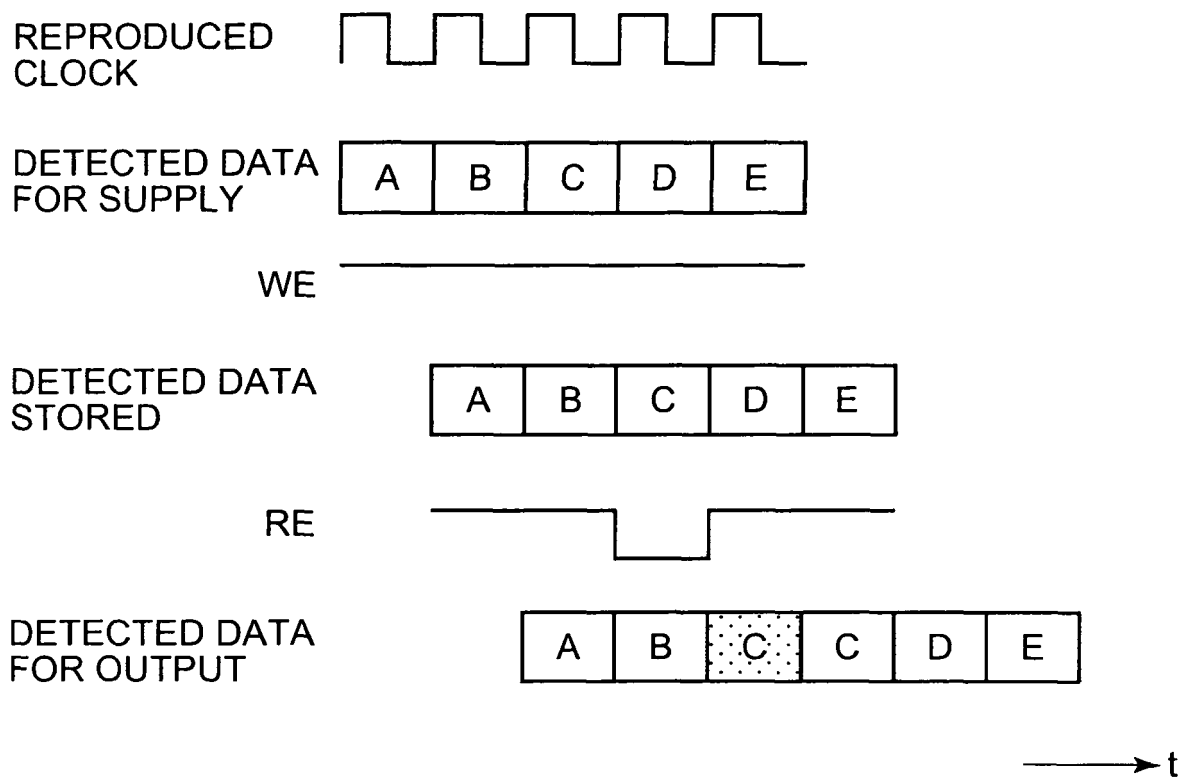 REPRODUCED
CLOCK
DETECTED DATA
FOR SUPPLY
A B C D E
WE
DETECTED DATA
STORED
A B C D E
RE
DETECTED DATA
FOR OUTPUT
A B C C D E
t